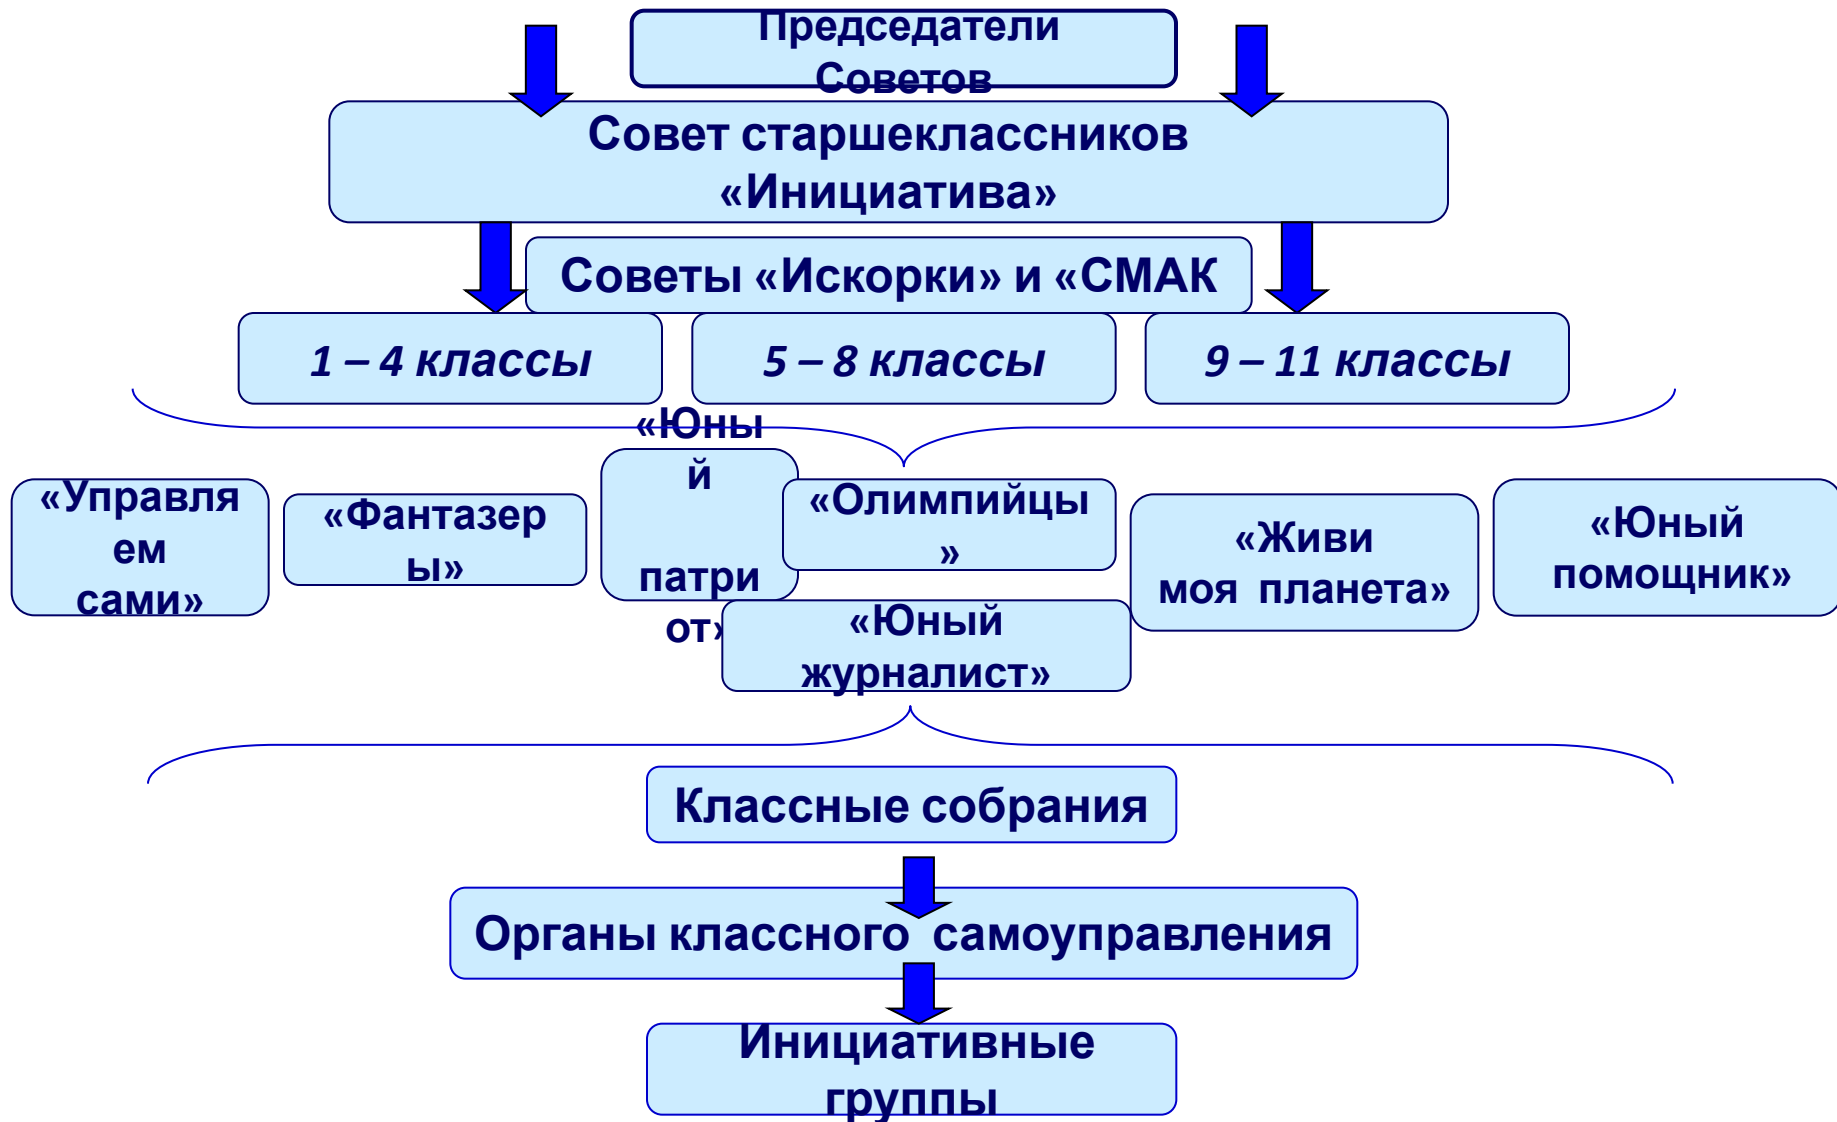 Председатели
Советов
Совет старшеклассников
«Инициатива»
Советы «Искорки» и «СМАК
1 – 4 классы
5 – 8 классы
9 – 11 классы
«Управля
ем
сами»
«Фантазер
ы»
«Юны
й
патри
от»
«Олимпийцы
»
«Юный
журналист»
«Живи
моя планета»
«Юный
помощник»
Классные собрания
Органы классного самоуправления
Инициативные
группы